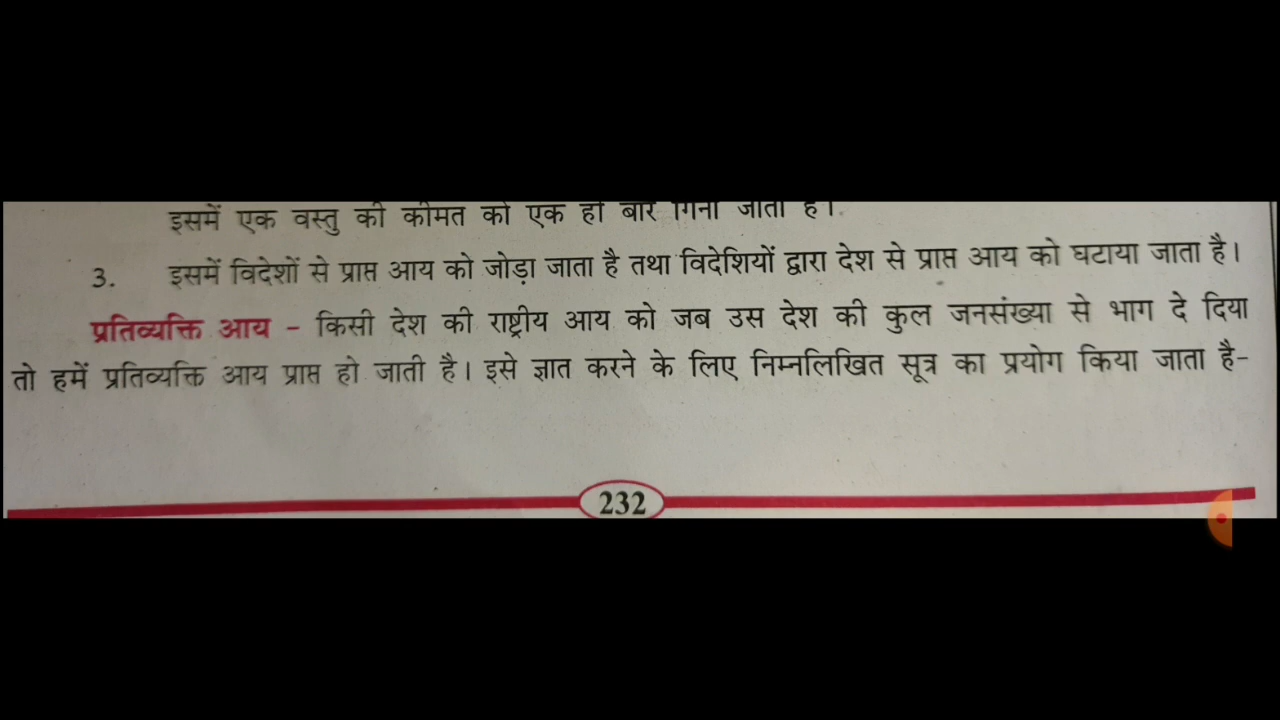 इसमें एक वस्तु की कीमत को एक ही बार गिना जाता है।
3. इसमें विदेशों से प्राप्त आय को जोड़ा जाता है तथा विदेशियों द्वारा देश से प्राप्त आय को घटाया जाता है।
प्रतिव्यक्ति आय - किसी देश की राष्ट्रीय आय को जब उस देश की कुल जनसंख्या से भाग दे दिया
तो हमें प्रतिव्यक्ति आय प्राप्त हो जाती है। इसे ज्ञात करने के लिए निम्नलिखित सूत्र का प्रयोग किया जाता है-
232